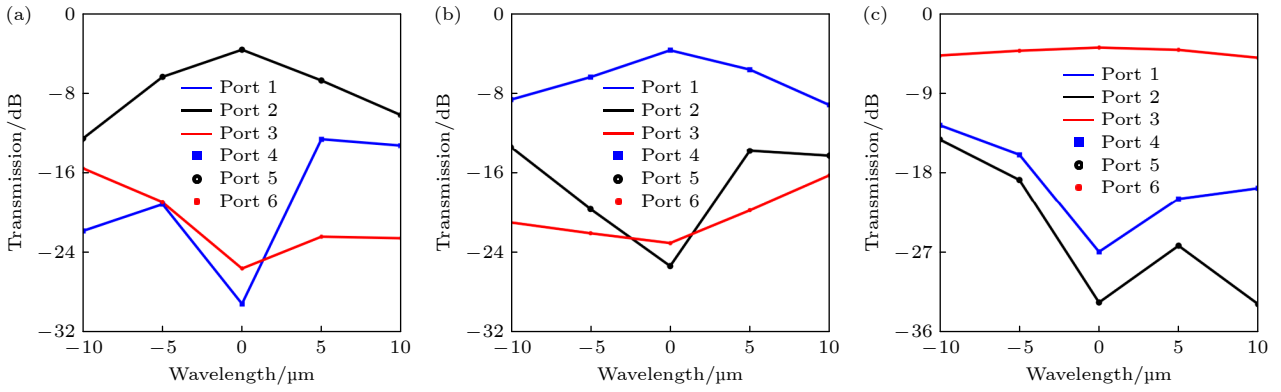 (a)
0
−8
−16
−24
−32
Transmission/dB
Port 1
Port 2
Port 3
Port 4
Port 5
Port 6
−10 −5 0 5 10
Wavelength/µm
(b)
0
−8
−16
−24
−32
Transmission/dB
Port 1
Port 2
Port 3
Port 4
Port 5
Port 6
−10 −5 0 5 10
Wavelength/µm
(c)
0
−9
−18
−27
−36
Transmission/dB
Port 1
Port 2
Port 3
Port 4
Port 5
Port 6
−10 −5 0 5 10
Wavelength/µm